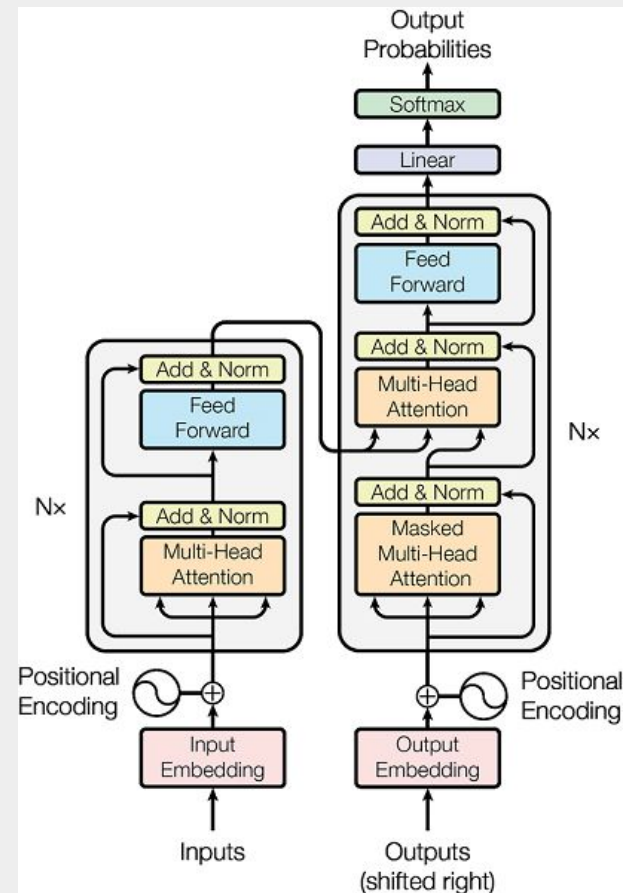 Output
Probabilities
Softmax
Linear
Add & Norm
Feed
Forward
Add & Norm
Multi-Head
Attention
Nx
Add & Norm
Masked
Multi-Head
Attention
Add & Norm
Feed
Forward
Nx
Add & Norm
Multi-Head
Attention
Positional
Encoding
Positional
Encoding
Input
Embedding
Output
Embedding
Inputs
Outputs
(shifted right)